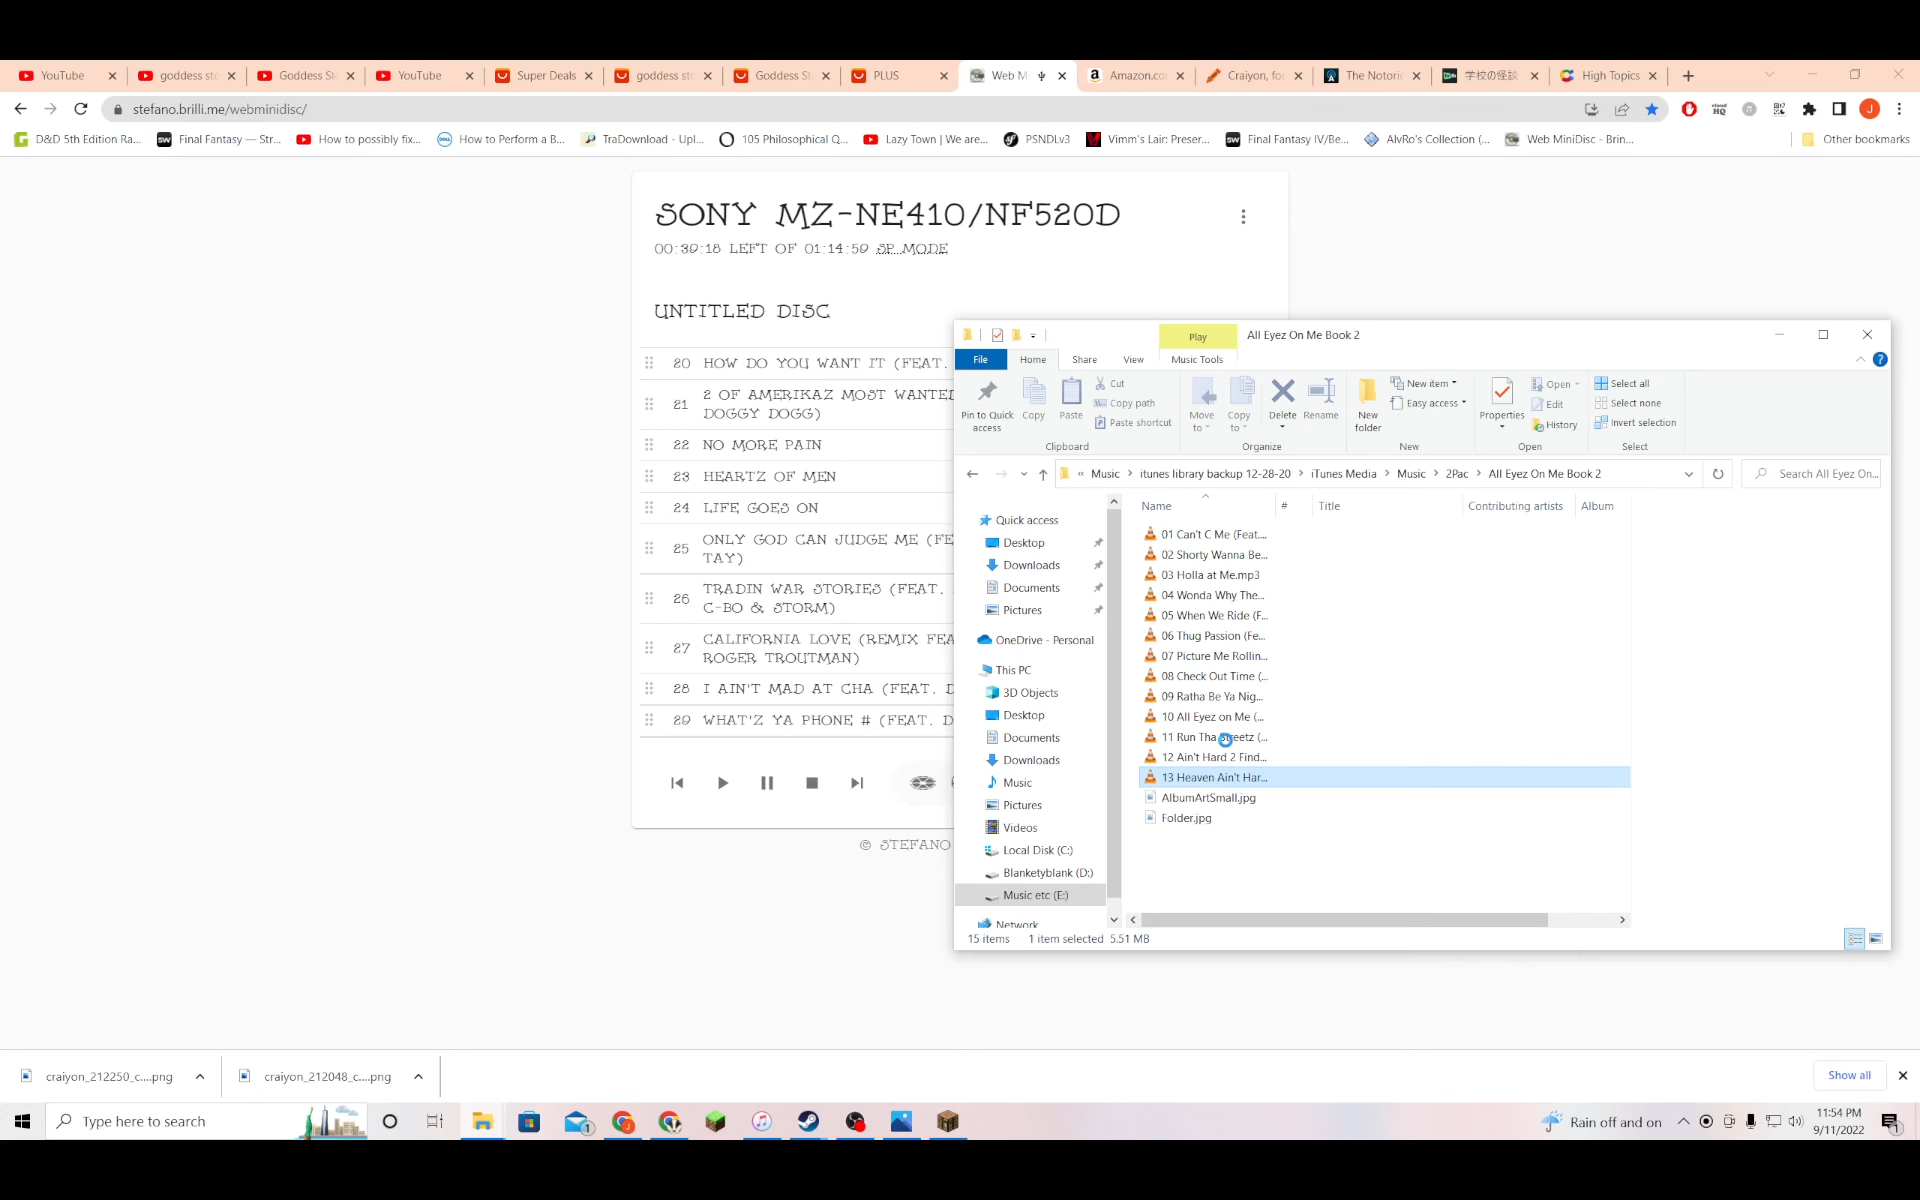 YouTube
goddess sto
Goddess St
YouTube
Super Deals
goddess sto
Goddess St
PLUS
Web M
Amazon.co
Craiyon, for
The Notoric
学校の怪談
High Topics
stefano.brilli.me/webminidisc/
D&D 5th Edition Ra...
Final Fantasy — Str...
How to possibly fix...
How to Perform a B...
TraDownload - Upl...
105 Philosophical Q...
Lazy Town | We are...
PSNDLv3
Vimm's Lair: Preser...
Final Fantasy IV/Be...
AlvRo's Collection (...
Web MiniDisc - Brin...
Other bookmarks
SONY MZ-NE410/NF520D
00:39:18 LEFT OF 01:14:59 SP MODE
UNTITLED DISC
20 HOW DO YOU WANT IT (FEAT.
21 2 OF AMERIKAZ MOST WANTED
DOGGY DOGG)
22 NO MORE PAIN
23 HEARTZ OF MEN
24 LIFE GOES ON
25 ONLY GOD CAN JUDGE ME (FE
TAY)
26 TRADIN WAR STORIES (FEAT.
C-BO & STORM)
27 CALIFORNIA LOVE (REMIX FEA
ROGER TROUTMAN)
28 I AIN'T MAD AT CHA (FEAT. D
29 WHAT'Z YA PHONE # (FEAT. D
© STEFANO
Play
All Eyez On Me Book 2
File
Home
Share
View
Music Tools
Pin to Quick
access
Copy
Paste
Cut
Copy path
Paste shortcut
Clipboard
Move
to
Copy
to
Delete
Rename
Organize
New
folder
New item
Easy access
New
Properties
Open
Edit
History
Open
Select all
Select none
Invert selection
Select
« Music > itunes library backup 12-28-20 > iTunes Media > Music > 2Pac > All Eyez On Me Book 2
Search All Eyez On...
Name
#
Title
Contributing artists
Album
Quick access
Desktop
Downloads
Documents
Pictures
OneDrive - Personal
This PC
3D Objects
Desktop
Documents
Downloads
Music
Pictures
Videos
Local Disk (C:)
Blanketyblank (D:)
Music etc (E:)
Network
01 Can't C Me (Feat....
02 Shorty Wanna Be...
03 Holla at Me.mp3
04 Wonda Why The...
05 When We Ride (F...
06 Thug Passion (Fe...
07 Picture Me Rollin...
08 Check Out Time (...
09 Ratha Be Ya Nig...
10 All Eyez on Me (...
11 Run Tha Streetz (...
12 Ain't Hard 2 Find...
13 Heaven Ain't Har...
AlbumArtSmall.jpg
Folder.jpg
15 items
1 item selected 5.51 MB
craiyon_212250_c....png
craiyon_212048_c....png
Show all
Type here to search
Rain off and on
11:54 PM
9/11/2022